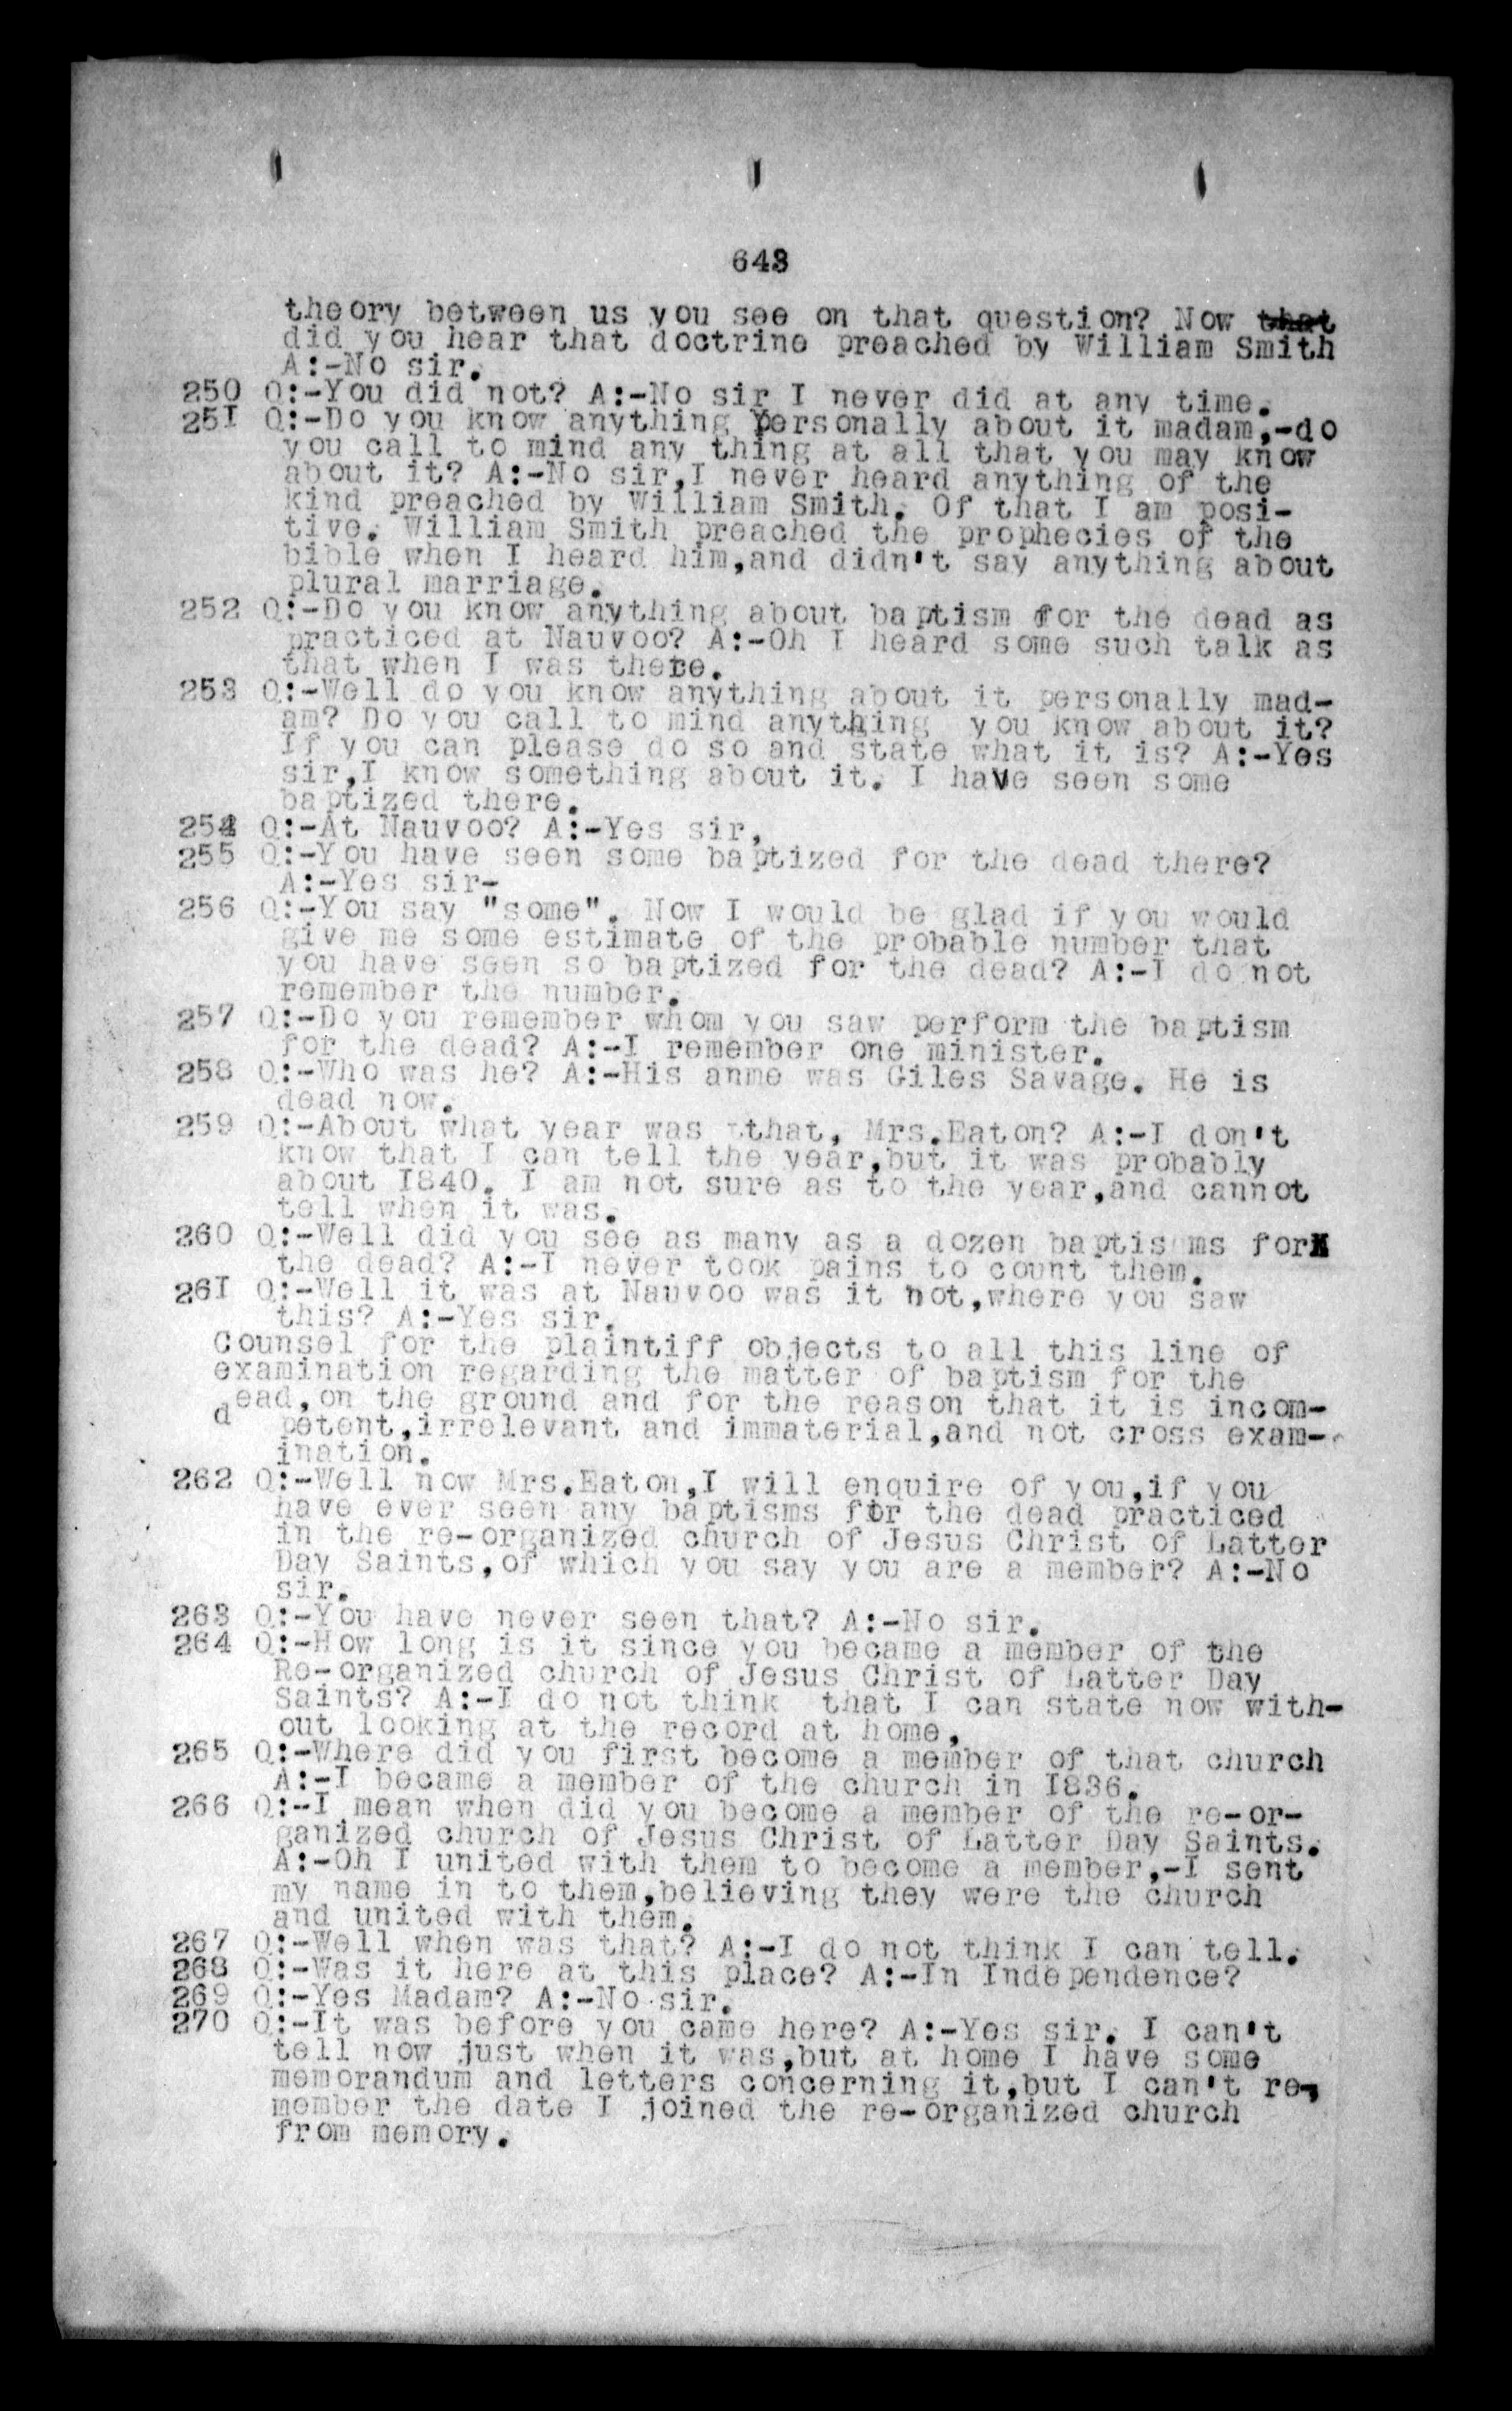 643
theory between us you see on that question? Now that
did you hear that doctrine preached by William Smith
A:-No sir.
250 Q:-You did not? A:-No sir I never did at any time.
251 Q:-Do you know anything personally about it madam,-do
you call to mind any thing at all that you may know
about it? A:-No sir,I never heard anything of the
kind preached by William Smith. Of that I am posi-
tive. William Smith preached the prophecies of the
bible when I heard him,and didn't say anything about
plural marriage.
252 Q:-Do you know anything about baptism for the dead as
practiced at Nauvoo? A:-Oh I heard some such talk as
that when I was there.
253 Q:-Well do you know anything about it personally mad-
am? Do you call to mind anything you know about it?
If you can please do so and state what it is? A:-Yes
sir,I know something about it. I have seen some
baptized there.
254 Q:-At Nauvoo? A:-Yes sir,
255 Q:-You have seen some baptized for the dead there?
A:-Yes sir-
256 Q:-You say "some". Now I would be glad if you would
give me some estimate of the probable number that
you have seen so baptized for the dead? A:-I do not
remember the number.
257 Q:-Do you remember whom you saw perform the baptism
for the dead? A:-I remember one minister.
258 Q:-Who was he? A:-His anme was Giles Savage. He is
dead now.
259 Q:-About what year was that, Mrs.Eaton? A:-I don't
know that I can tell the year,but it was probably
about I840. I am not sure as to the year,and cannot
tell when it was.
260 Q:-Well did you see as many as a dozen baptisms for
the dead? A:-I never took pains to count them.
261 Q:-Well it was at Nauvoo was it not,where you saw
this? A:-Yes sir.
Counsel for the plaintiff objects to all this line of
examination regarding the matter of baptism for the
dead,on the ground and for the reason that it is incom-
petent,irrelevant and immaterial,and not cross exam-
ination.
262 Q:-Well now Mrs.Eaton,I will enquire of you,if you
have ever seen any baptisms for the dead practiced
in the re-organized church of Jesus Christ of Latter
Day Saints,of which you say you are a member? A:-No
sir.
263 Q:-You have never seen that? A:-No sir.
264 Q:-How long is it since you became a member of the
Re-organized church of Jesus Christ of Latter Day
Saints? A:-I do not think that I can state now with-
out looking at the record at home,
265 Q:-Where did you first become a member of that church
A:-I became a member of the church in I836.
266 Q:-I mean when did you become a member of the re-or-
ganized church of Jesus Christ of Latter Day Saints.
A:-Oh I united with them to become a member,-I sent
my name in to them,believing they were the church
and united with them.
267 Q:-Well when was that? A:-I do not think I can tell.
268 Q:-Was it here at this place? A:-In Independence?
269 Q:-Yes Madam? A:-No sir.
270 Q:-It was before you came here? A:-Yes sir. I can't
tell now just when it was,but at home I have some
memorandum and letters concerning it,but I can't re-
member the date I joined the re-organized church
from memory.